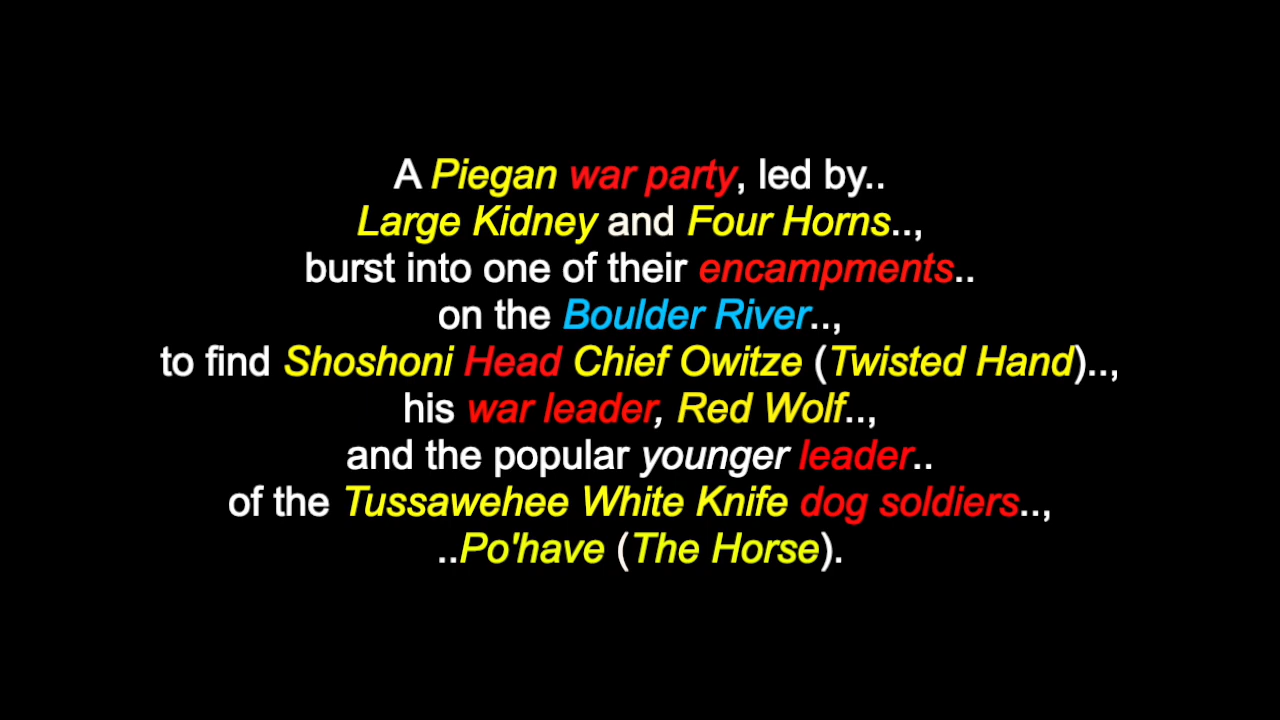 A Piegan war party, led by..
Large Kidney and Four Horns..,
burst into one of their encampments..
on the Boulder River..,
to find Shoshoni Head Chief Owitze (Twisted Hand)..,
his war leader, Red Wolf..,
and the popular younger leader..
of the Tussawehee White Knife dog soldiers..,
..Po'have (The Horse).